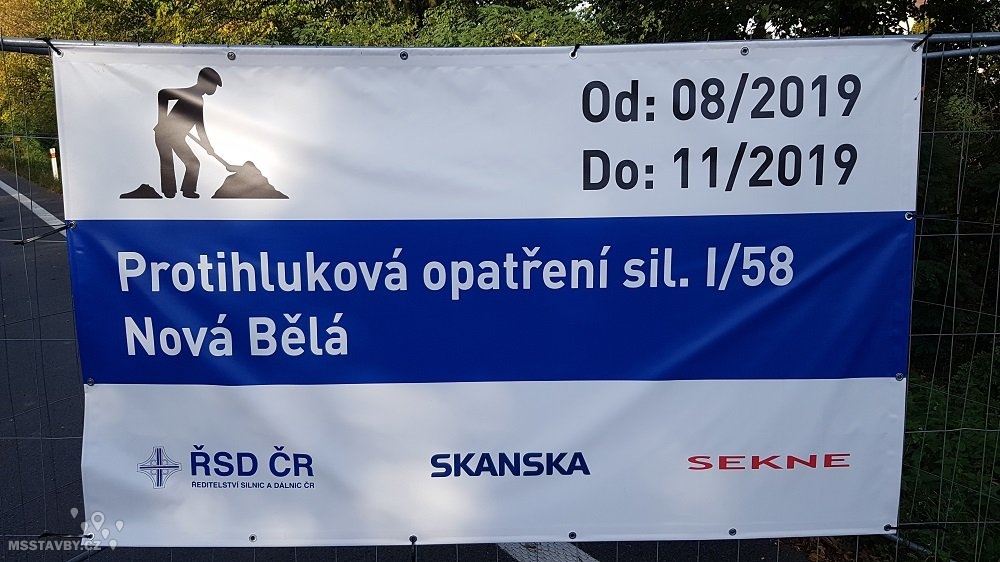 Od: 08/2019
Do: 11/2019
Protihluková opatření sil. I/58
Nová Bělá
ŘSD ČR
ŘEDITELSTVÍ SILNIC A DÁLNIC ČR
SKANSKA
SEKNE
MSSTAVBY.CZ